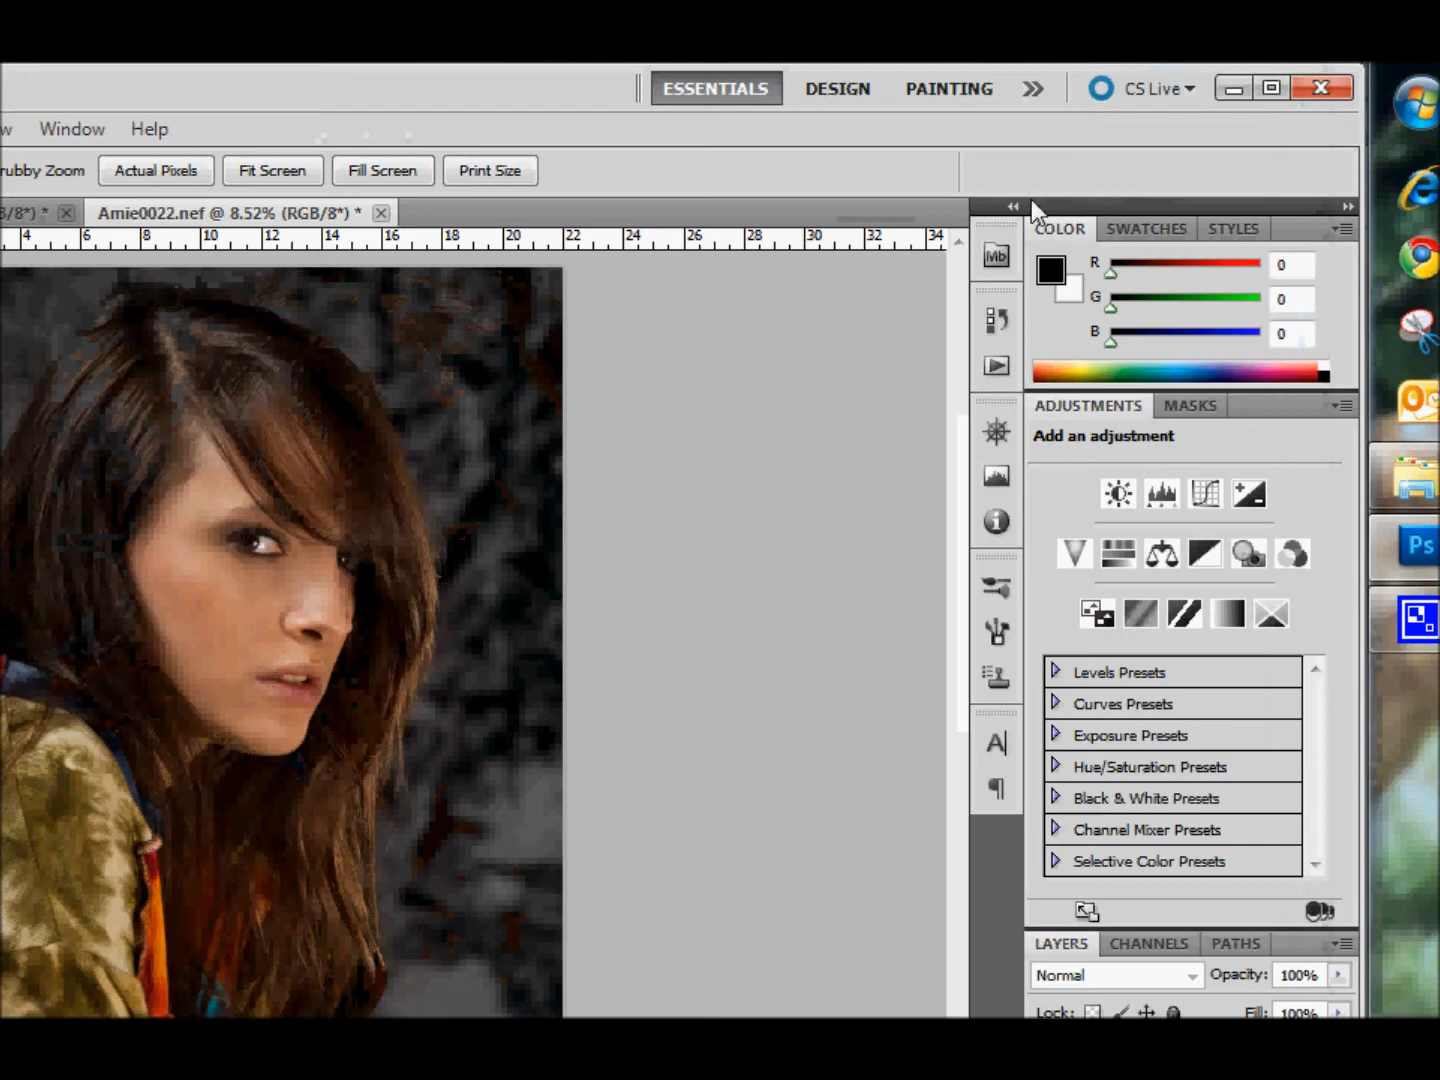 ESSENTIALS DESIGN PAINTING CS Live
w Window Help
rubby Zoom Actual Pixels Fit Screen Fill Screen Print Size
B/8*) * Amie0022.nef @ 8.52% (RGB/8*) *
4 6 8 10 12 14 16 18 20 22 24 26 28 30 32 34
COLOR SWATCHES STYLES
Mb
R 0
G 0
B 0
ADJUSTMENTS MASKS
Add an adjustment
Ps
Levels Presets
Curves Presets
Exposure Presets
Hue/Saturation Presets
Black & White Presets
Channel Mixer Presets
Selective Color Presets
LAYERS CHANNELS PATHS
Normal Opacity: 100%
Lock: Fill: 100%